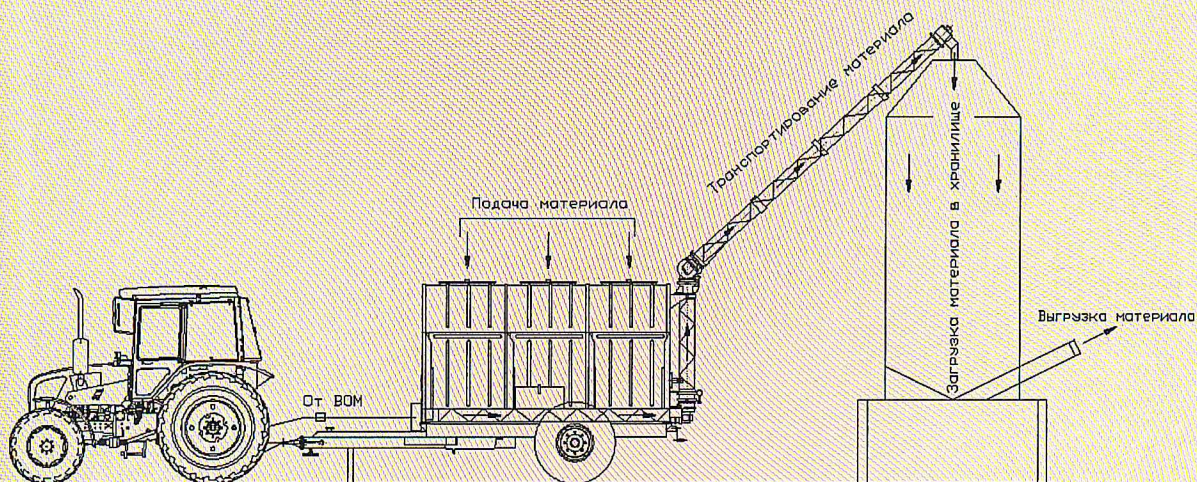 Транспортирование материала
Подача материала
Загрузка материала в хранилище
Выгрузка материала
От ВОМ